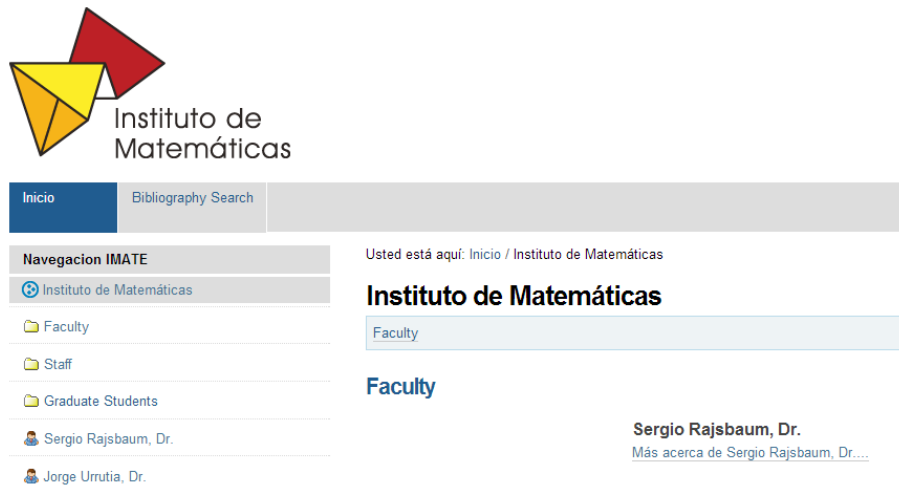 Instituto de
Matemáticas
Inicio
Bibliography Search
Navegacion IMATE
Instituto de Matemáticas
Faculty
Staff
Graduate Students
Sergio Rajsbaum, Dr.
Jorge Urrutia, Dr.
Usted está aquí: Inicio / Instituto de Matemáticas
Instituto de Matemáticas
Faculty
Faculty
Sergio Rajsbaum, Dr.
Más acerca de Sergio Rajsbaum, Dr....